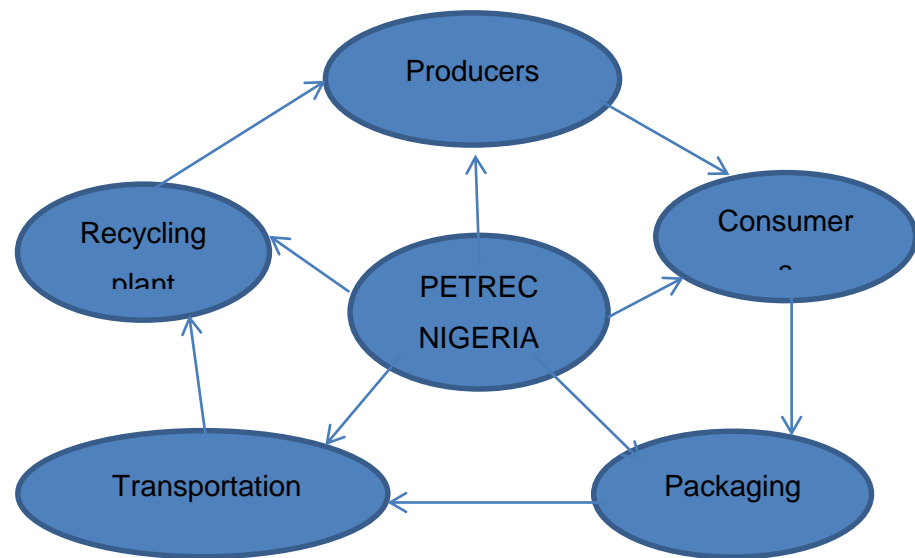 Producers
Consumer
Recycling
plant
PETREC
NIGERIA
Transportation
Packaging